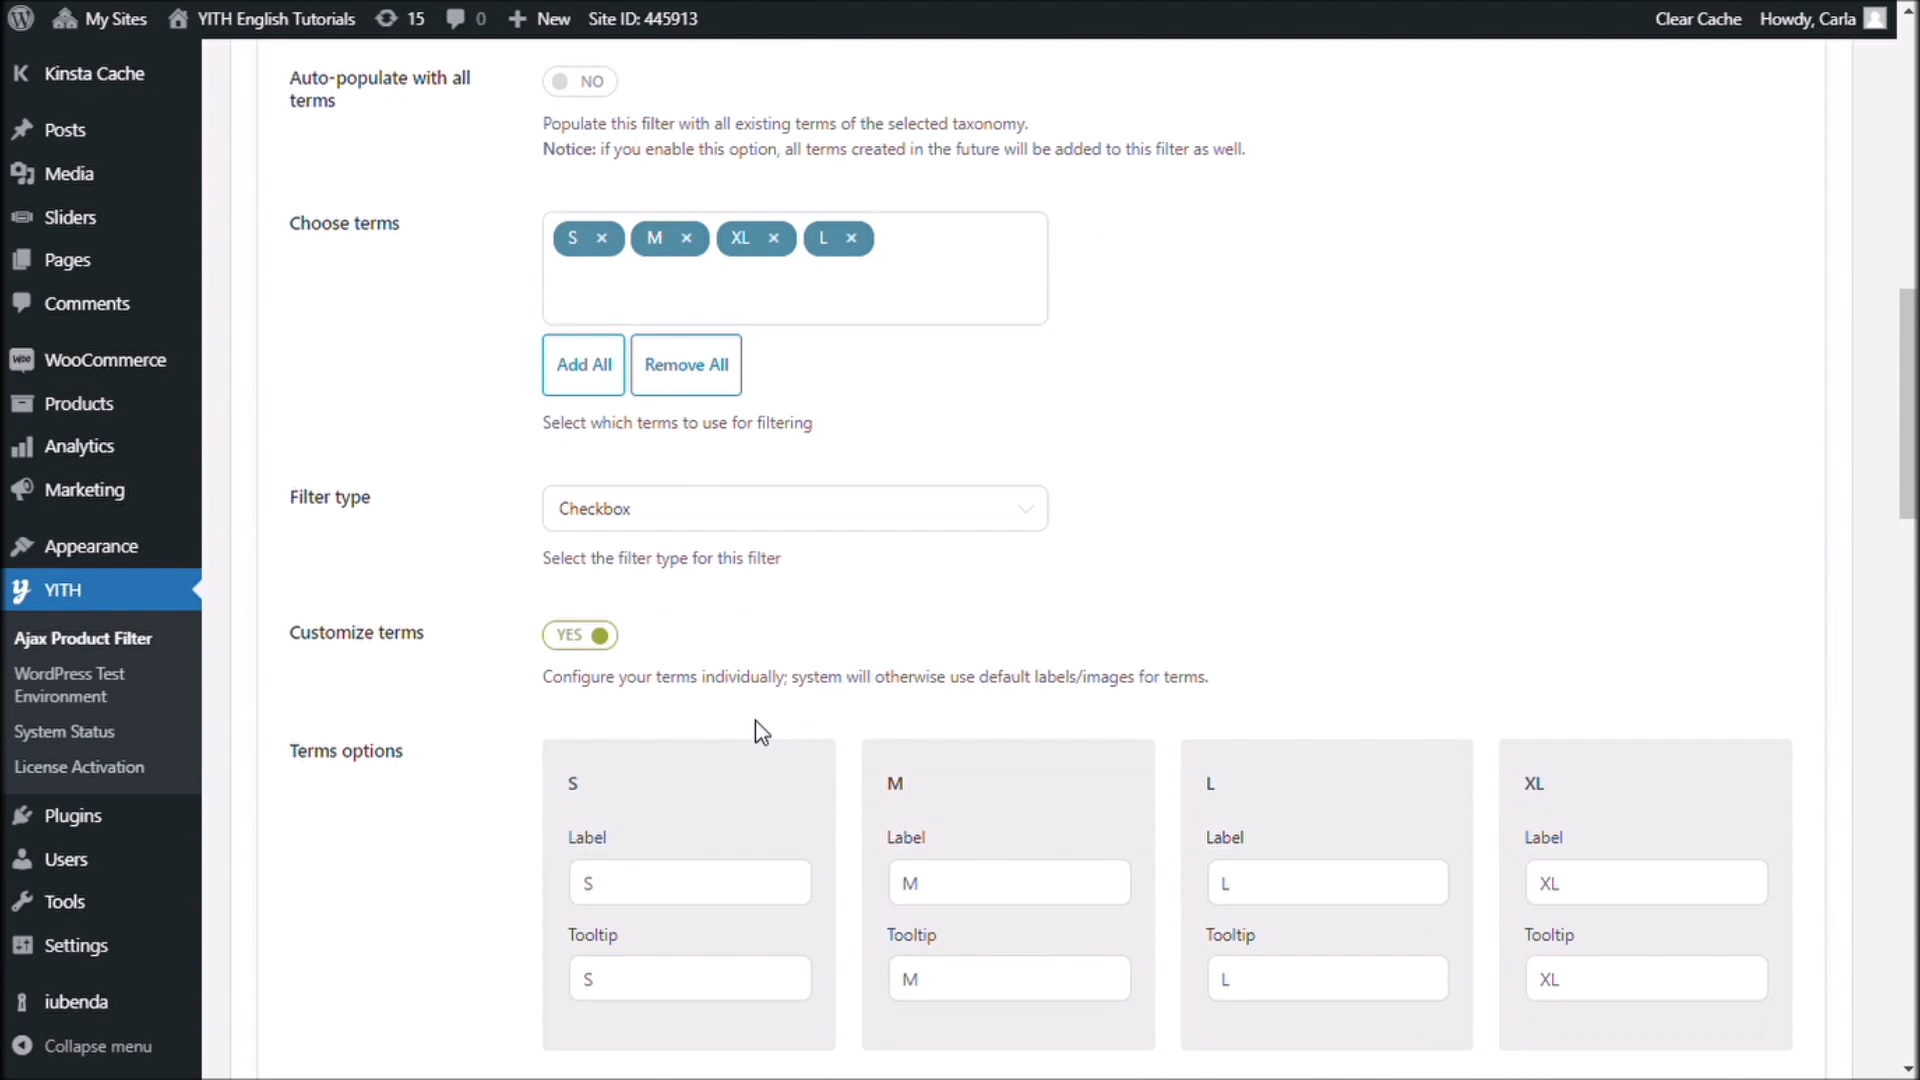 My Sites
YITH English Tutorials
15
0
New
Site ID: 445913
Clear Cache
Howdy, Carla
Kinsta Cache
Posts
Media
Sliders
Pages
Comments
WooCommerce
Products
Analytics
Marketing
Appearance
YITH
Ajax Product Filter
WordPress Test
Environment
System Status
License Activation
Plugins
Users
Tools
Settings
iubenda
Collapse menu
Auto-populate with all
terms
NO
Populate this filter with all existing terms of the selected taxonomy.
Notice: if you enable this option, all terms created in the future will be added to this filter as well.
Choose terms
S × M × XL × L ×
Add All
Remove All
Select which terms to use for filtering
Filter type
Checkbox
Select the filter type for this filter
Customize terms
YES
Configure your terms individually; system will otherwise use default labels/images for terms.
Terms options
S
Label
S
Tooltip
S
M
Label
M
Tooltip
M
L
Label
L
Tooltip
L
XL
Label
XL
Tooltip
XL